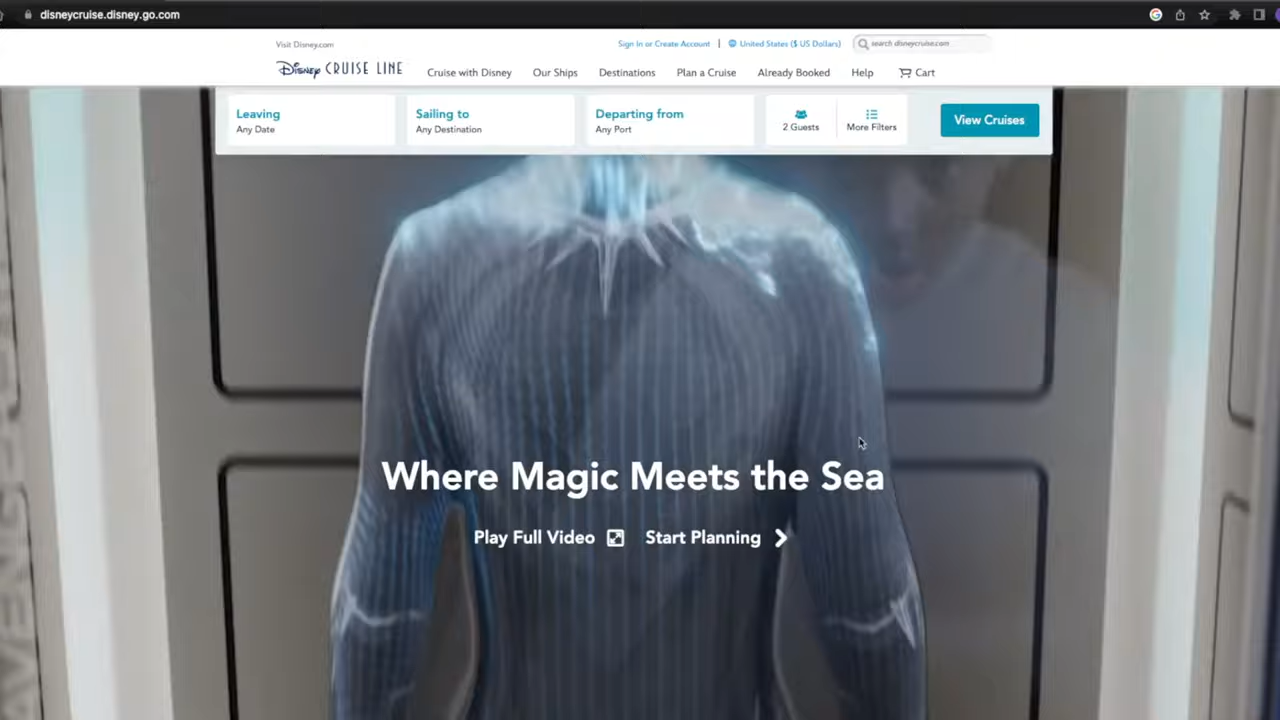 disneycruise.disney.go.com
Visit Disney.com
Sign In or Create Account | United States ($ US Dollars)
search disneycruise.com
Disney CRUISE LINE
Cruise with Disney
Our Ships
Destinations
Plan a Cruise
Already Booked
Help
Cart
Leaving
Any Date
Sailing to
Any Destination
Departing from
Any Port
2 Guests
More Filters
View Cruises
Where Magic Meets the Sea
Play Full Video
Start Planning